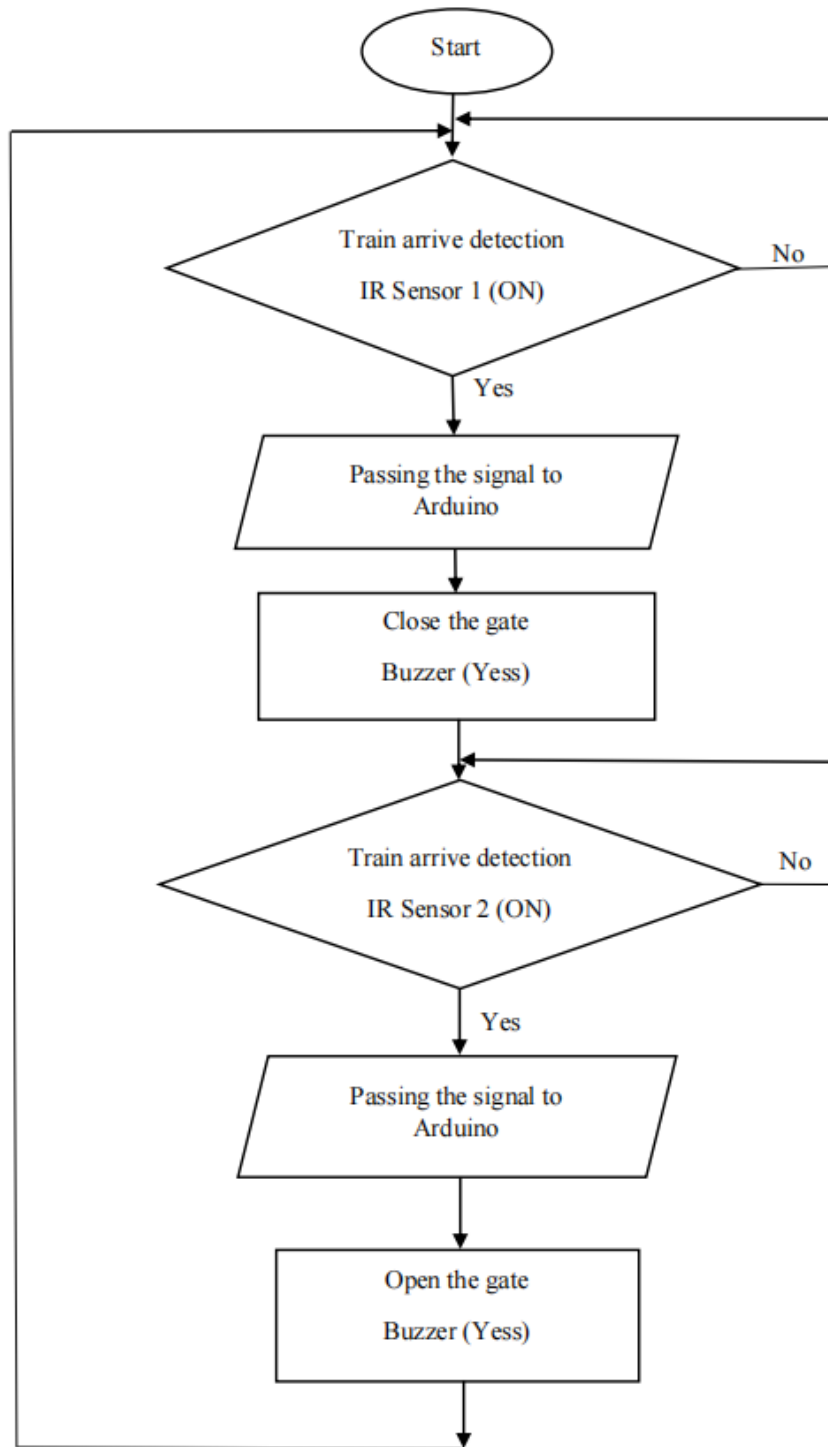 Start
Train arrive detection
IR Sensor 1 (ON)
No
Yes
Passing the signal to
Arduino
Close the gate
Buzzer (Yess)
Train arrive detection
IR Sensor 2 (ON)
No
Yes
Passing the signal to
Arduino
Open the gate
Buzzer (Yess)